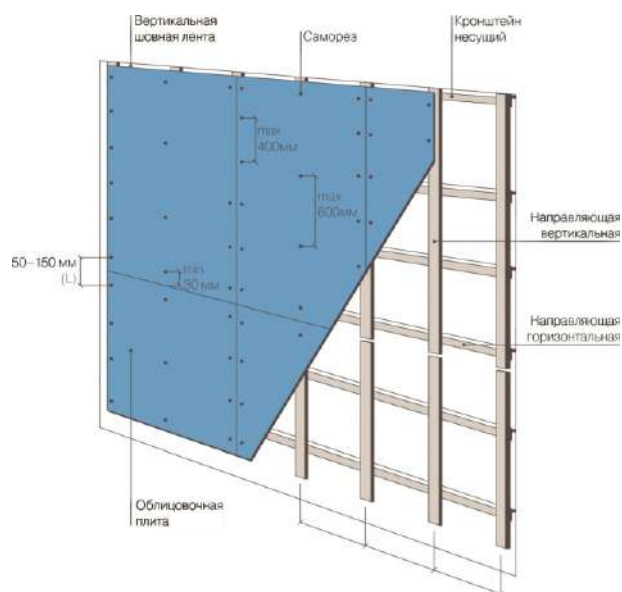 Вертикальная
шовная лента
Саморез
Кронштейн
несущий
max
400мм
max
600мм
Направляющая
вертикальная
50–150 мм
(L)
min
30 мм
Направляющая
горизонтальная
Облицовочная
плита